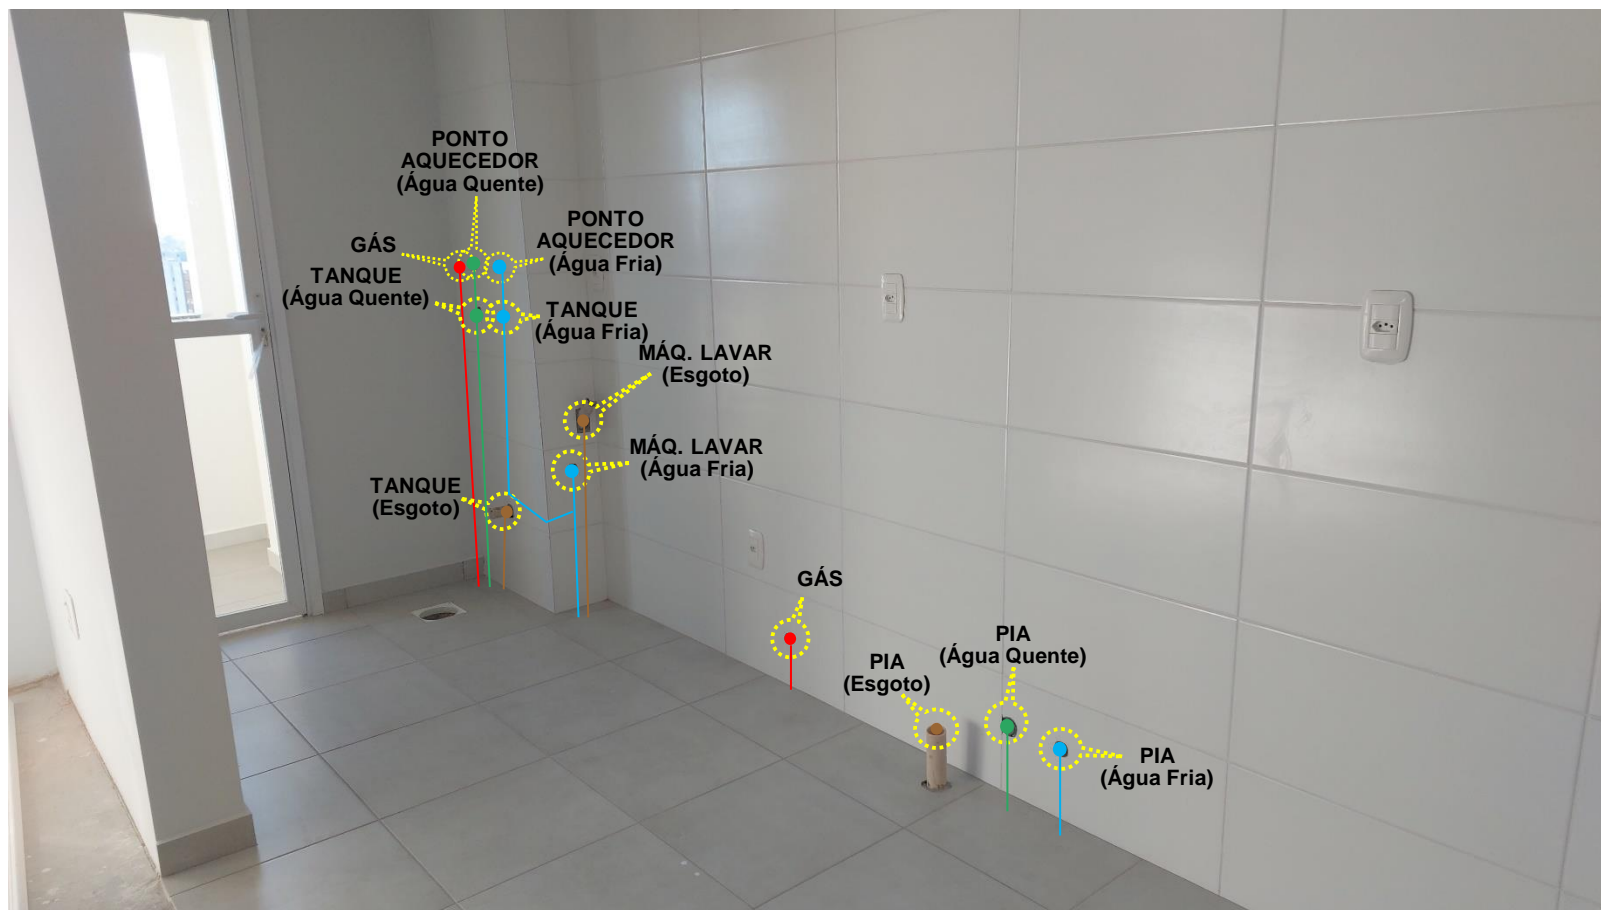 PONTO
AQUECEDOR
(Água Quente)
PONTO
AQUECEDOR
(Água Fria)
GÁS
TANQUE
(Água Quente)
TANQUE
(Água Fria)
MÁQ. LAVAR
(Esgoto)
MÁQ. LAVAR
(Água Fria)
TANQUE
(Esgoto)
GÁS
PIA
(Água Quente)
PIA
(Esgoto)
PIA
(Água Fria)